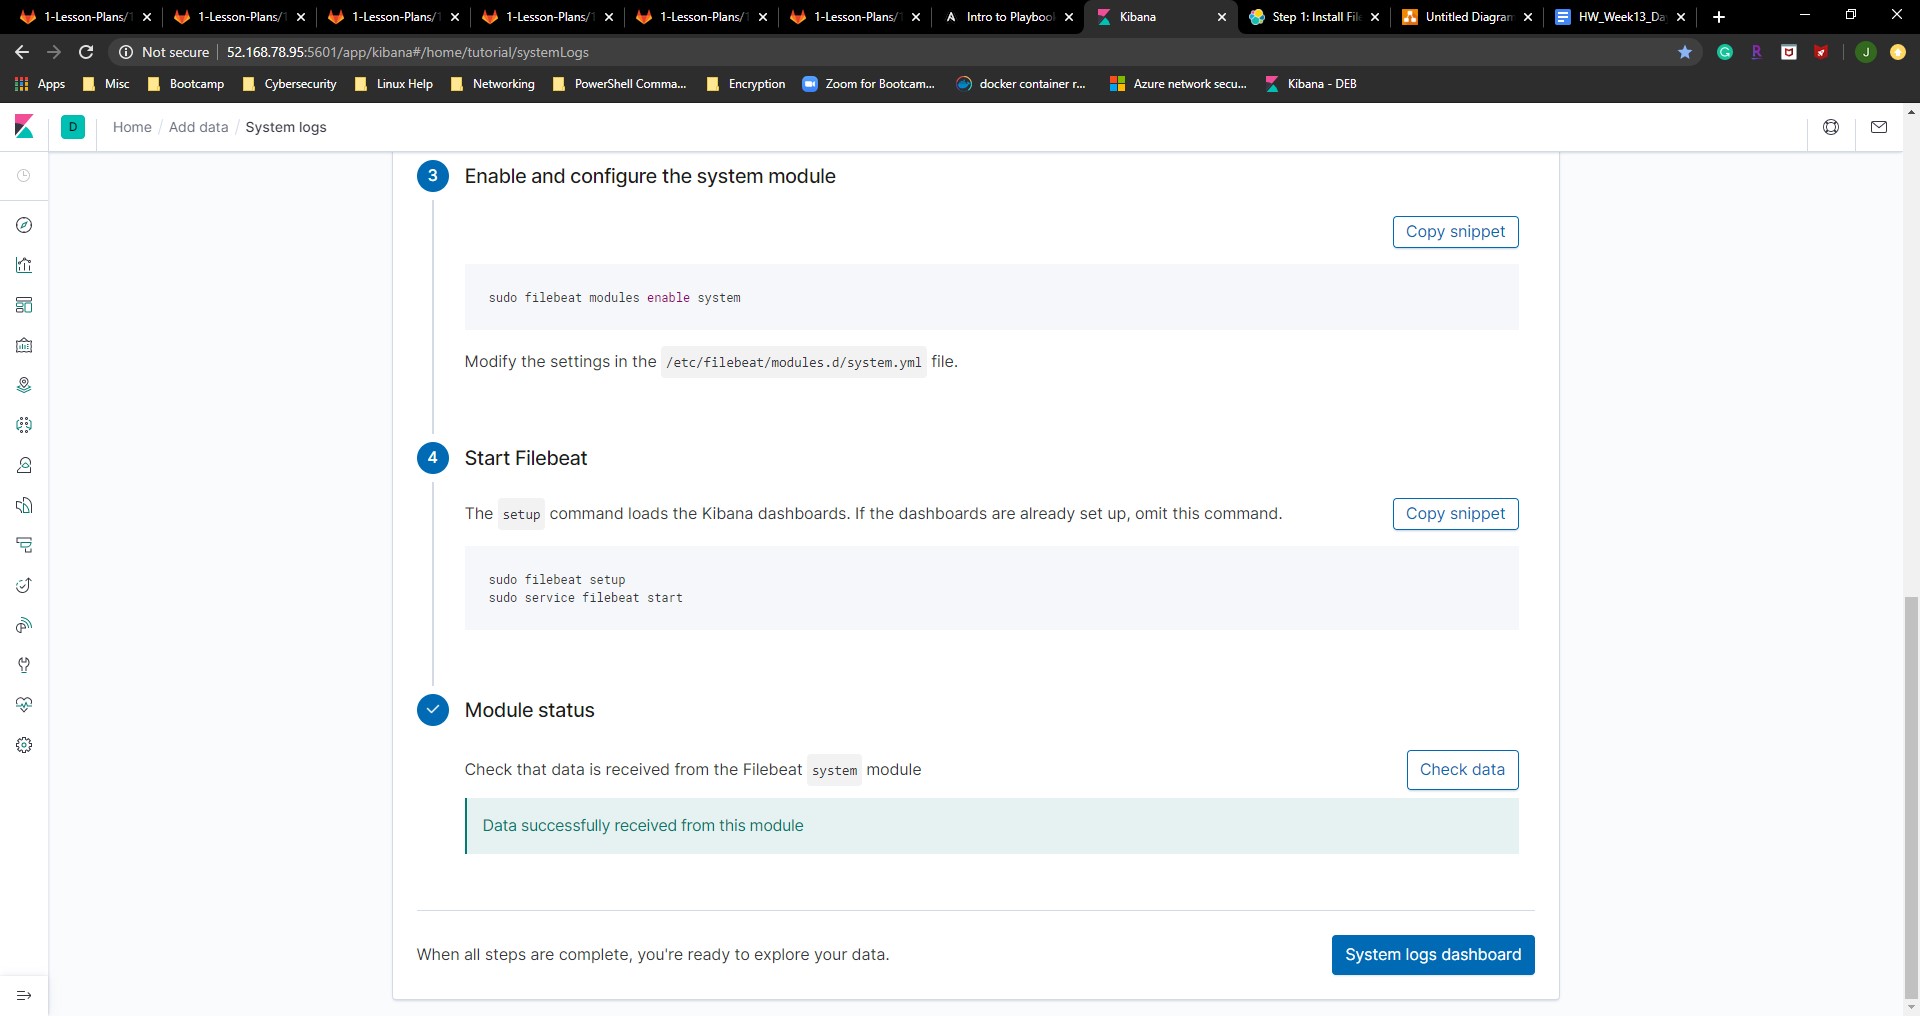 1-Lesson-Plans/1
1-Lesson-Plans/1
1-Lesson-Plans/1
1-Lesson-Plans/1
1-Lesson-Plans/1
1-Lesson-Plans/1
A Intro to Playboo
Kibana
Step 1: Install File
Untitled Diagram
HW_Week13_Da
Not secure 52.168.78.95:5601/app/kibana#/home/tutorial/systemLogs
R
J
Apps Misc Bootcamp Cybersecurity Linux Help Networking PowerShell Comma... Encryption Zoom for Bootcam... docker container r... Azure network secu... Kibana - DEB
D Home / Add data / System logs
3 Enable and configure the system module
Copy snippet
sudo filebeat modules enable system
Modify the settings in the /etc/filebeat/modules.d/system.yml file.
4 Start Filebeat
The setup command loads the Kibana dashboards. If the dashboards are already set up, omit this command.
Copy snippet
sudo filebeat setup
sudo service filebeat start
Module status
Check that data is received from the Filebeat system module
Check data
Data successfully received from this module
When all steps are complete, you're ready to explore your data.
System logs dashboard